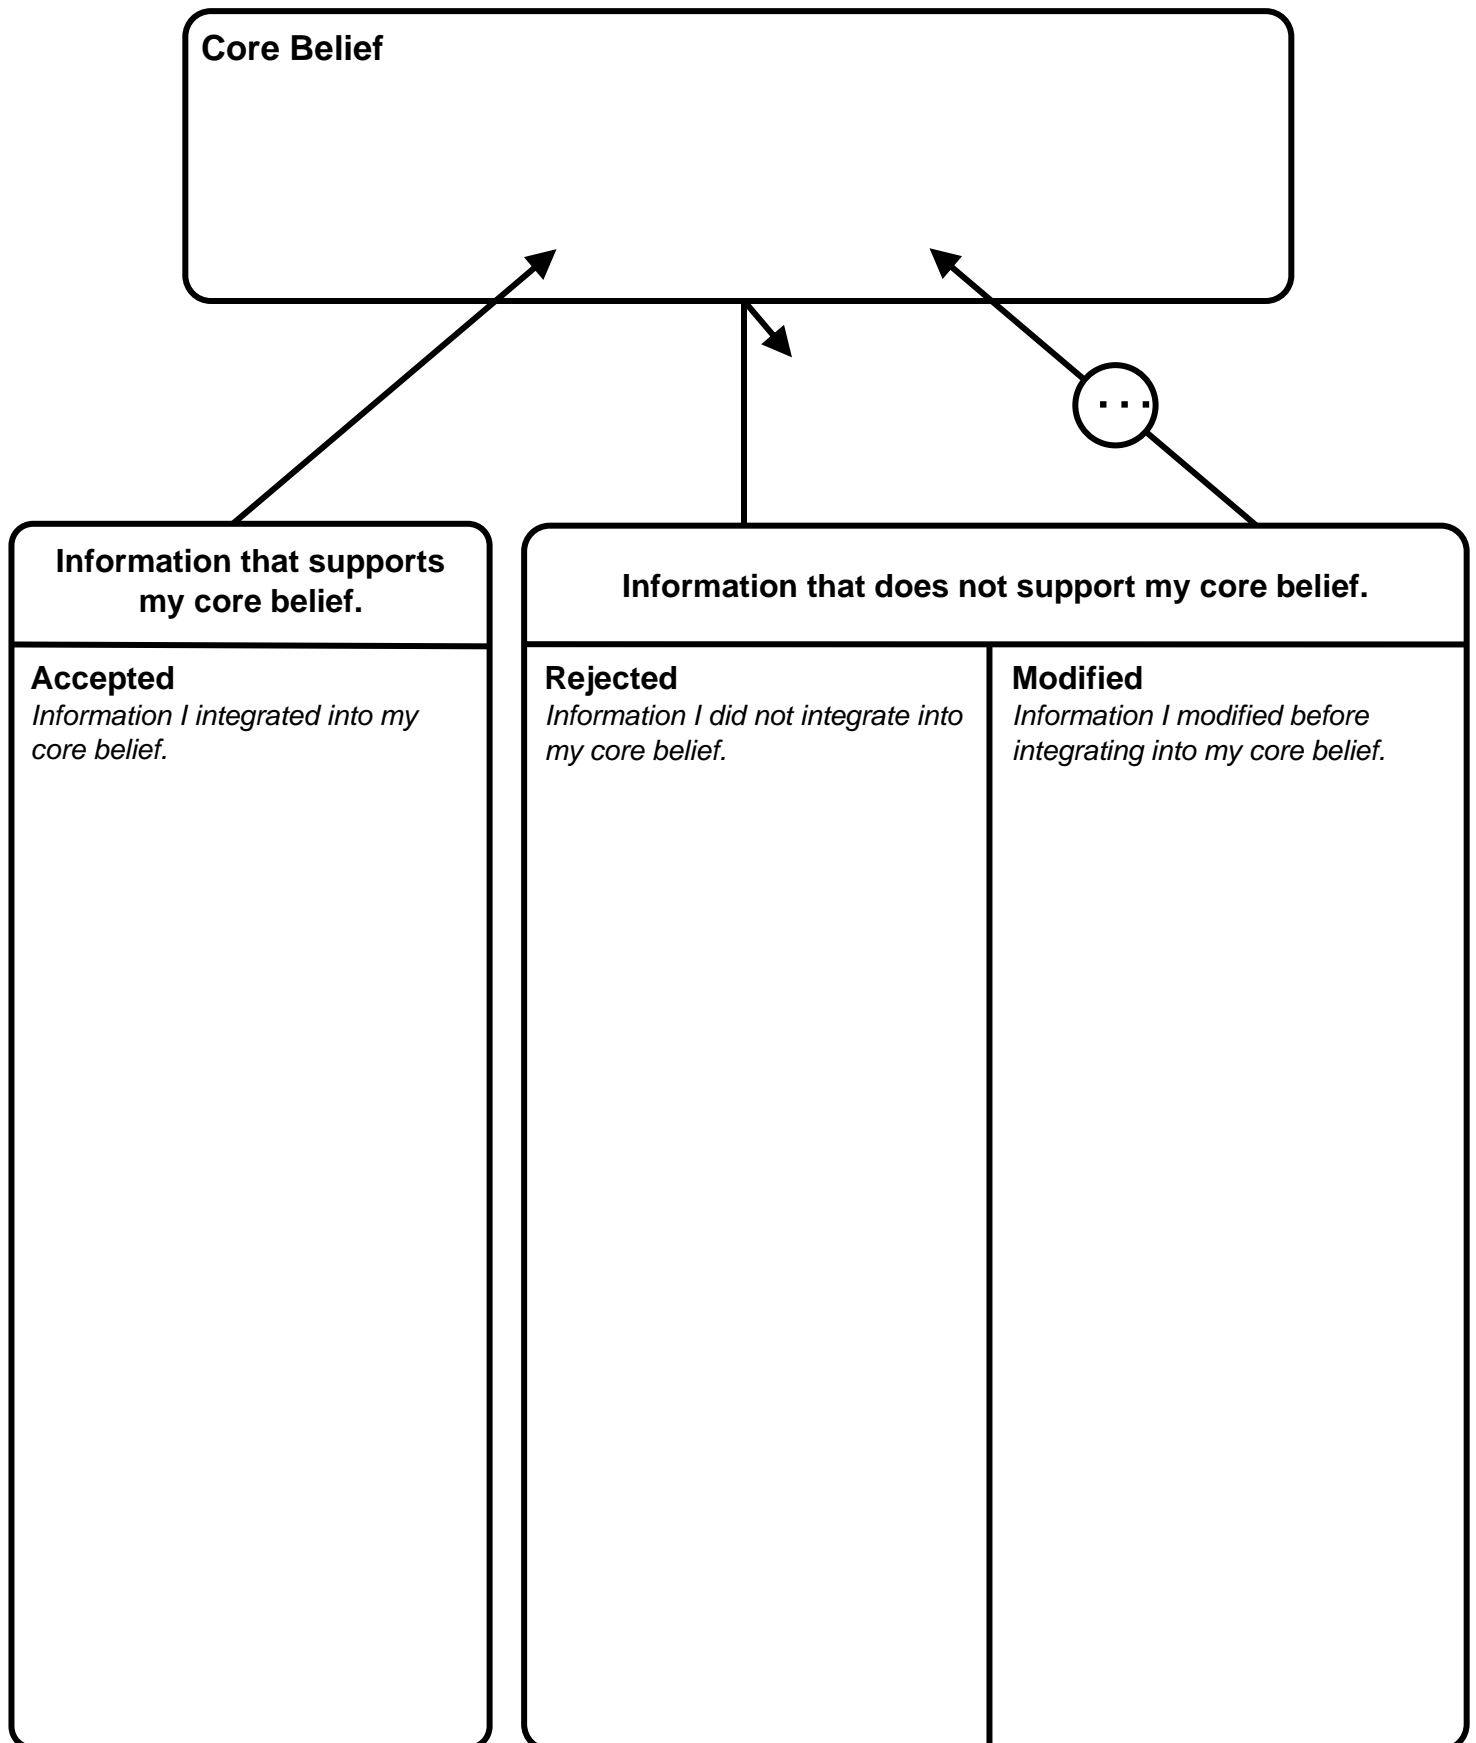 Core Belief
...
Information that supports
my core belief.
Information that does not support my core belief.
Accepted
Information I integrated into my
core belief.
Rejected
Information I did not integrate into
my core belief.
Modified
Information I modified before
integrating into my core belief.